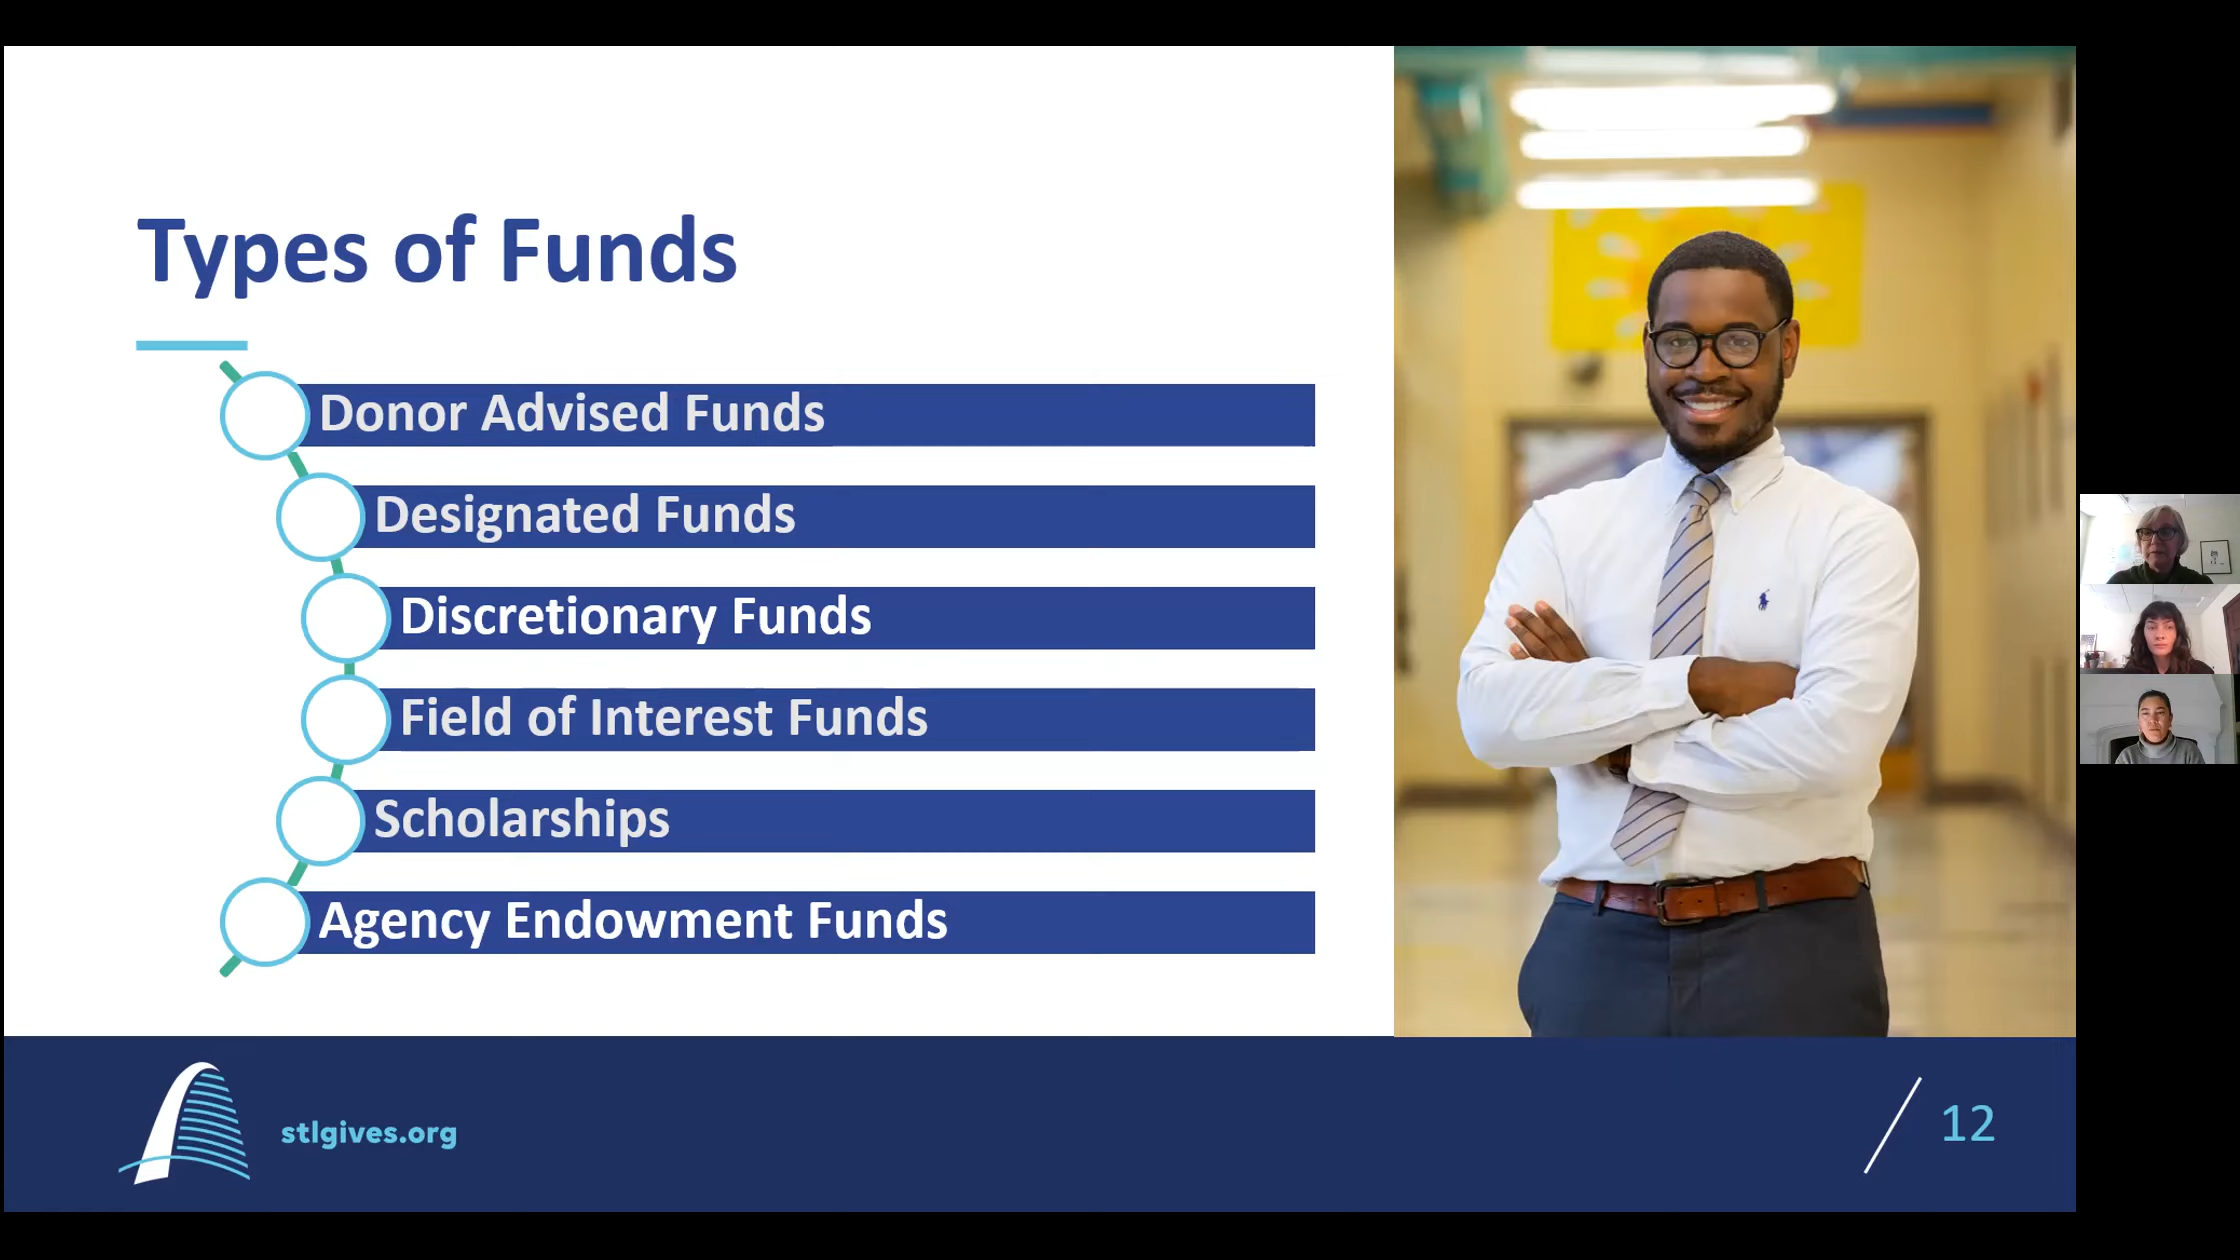 Types of Funds
Donor Advised Funds
Designated Funds
Discretionary Funds
Field of Interest Funds
Scholarships
Agency Endowment Funds
stlgives.org
12